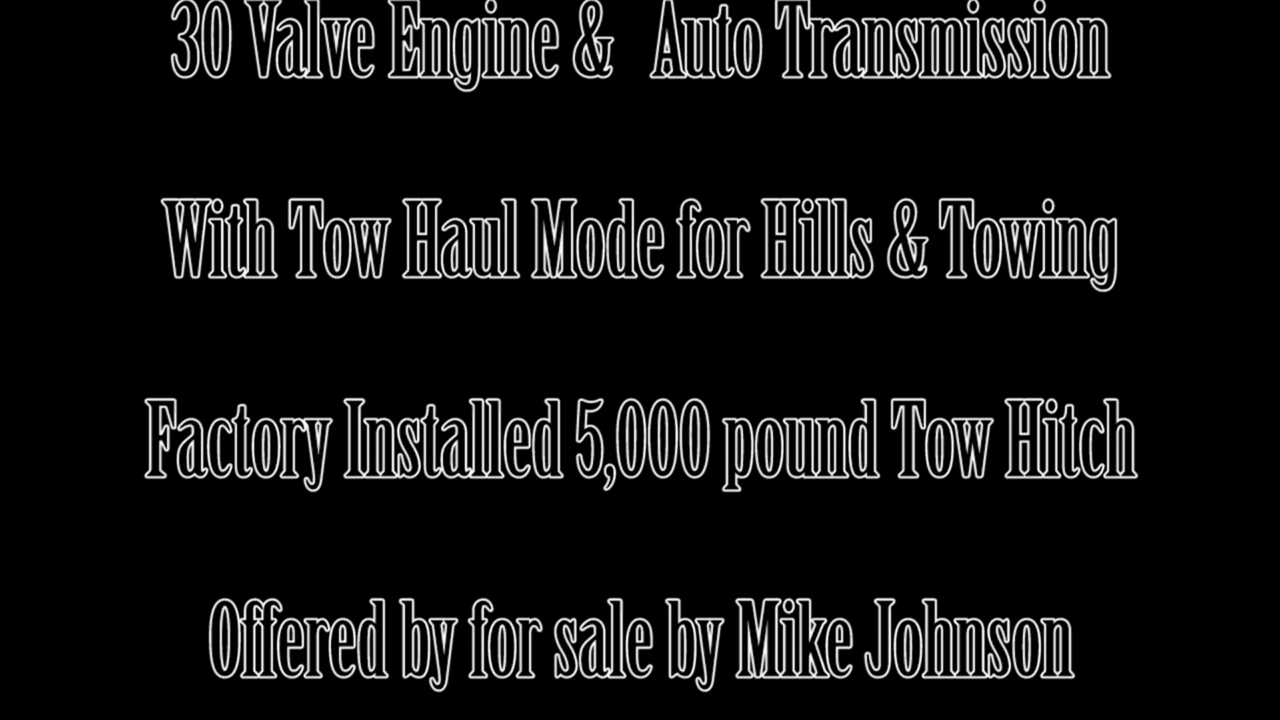 30 Valve Engine & Auto Transmission
With Tow Haul Mode for Hills & Towing
Factory Installed 5,000 pound Tow Hitch
Offered by for sale by Mike Johnson